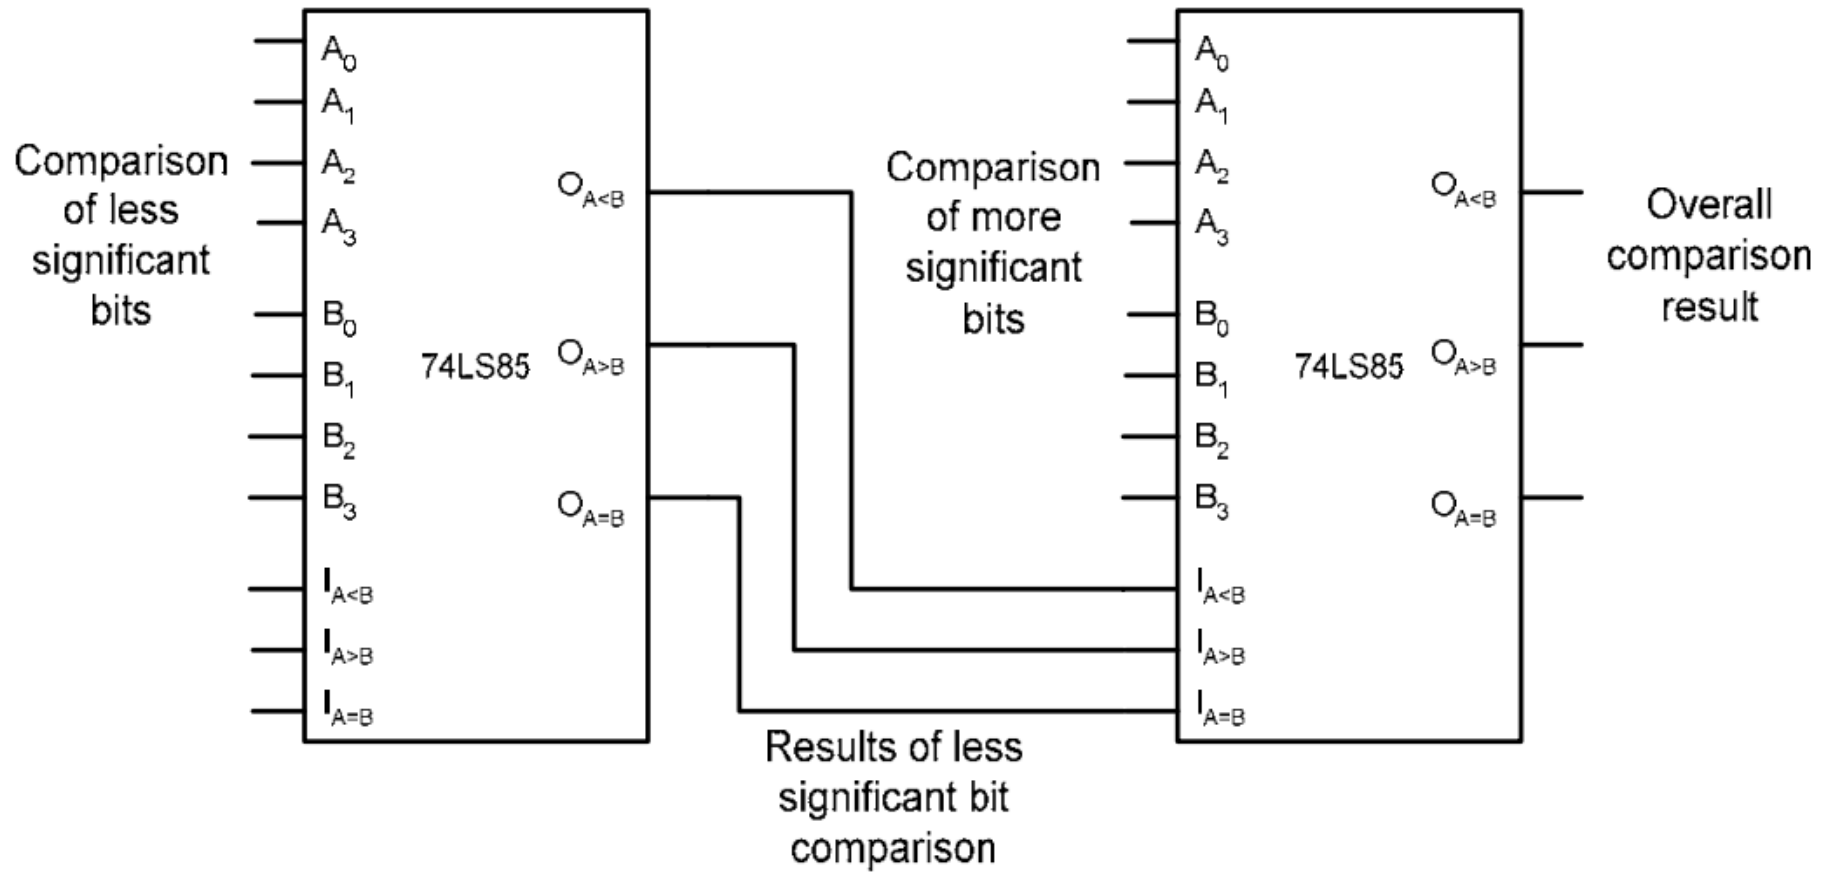 Comparison
of less
significant
bits
A0
A1
A2
A3
B0
B1
B2
B3
IA<B
IA>B
IA=B
74LS85
OA<B
OA>B
OA=B
Results of less
significant bit
comparison
Comparison
of more
significant
bits
A0
A1
A2
A3
B0
B1
B2
B3
IA<B
IA>B
IA=B
74LS85
OA<B
OA>B
OA=B
Overall
comparison
result